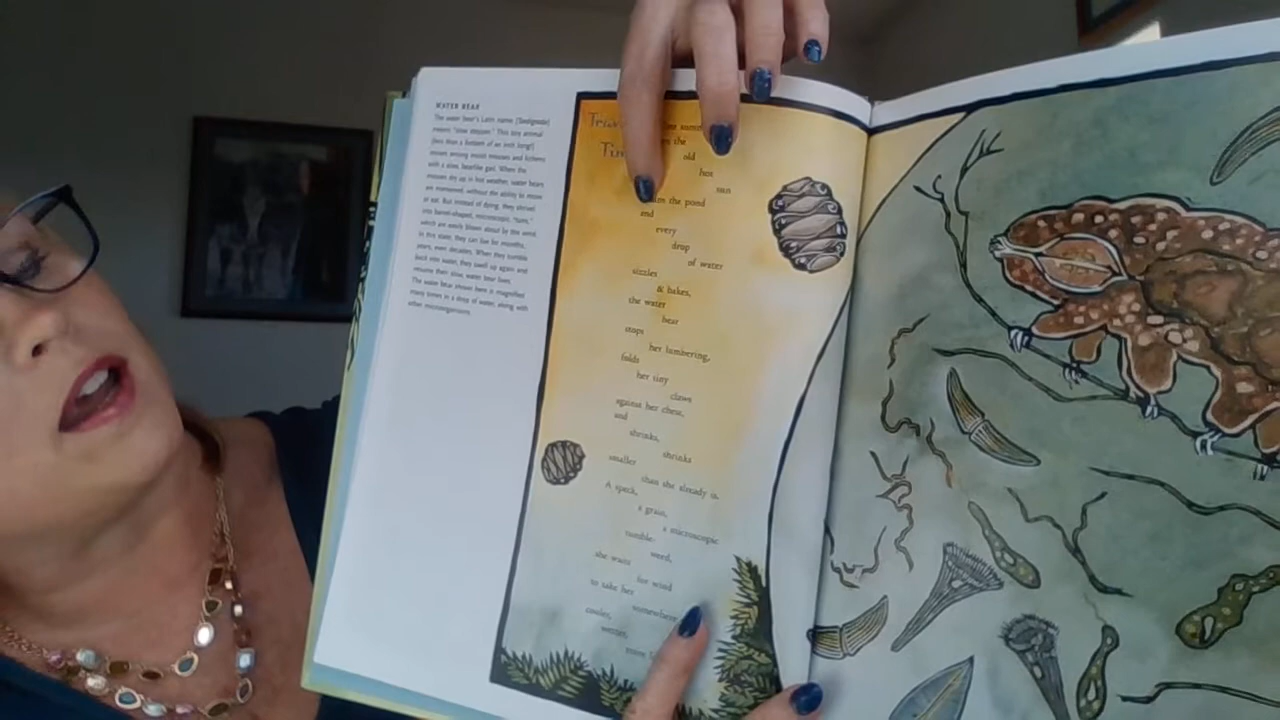 WATER BEAR
The water bear's Latin name (Tardigrada)
means "slow stepper." This tiny animal
(less than a bottom of an inch long!)
moves among moist mosses and lichens
with a slow, bearlike gait. When the
mosses dry up in hot weather, water bears
are marooned, without the ability to move
or eat. But instead of dying, they shrivel
into barrel-shaped, microscopic "tuns,"
which are easily blown about by the wind.
In this state, they can live for months,
years, even decades. When they tumble
back into water, they swell up again and
resume their slow, water bear lives.
The water bear shown here is magnified
many times in a drop of water, along with
other microorganisms.
the
old
hot
sun
the pond
and
every
drop
of water
sizzles
& bakes,
the water
bear
stops
her lumbering,
folds
her tiny
claws
against her chest,
and
shrinks,
shrinks
smaller
than she already is.
A speck,
a grain,
a microscopic
tumble-
weed,
she waits
for wind
to take her
somewhere
cooler,
wetter,